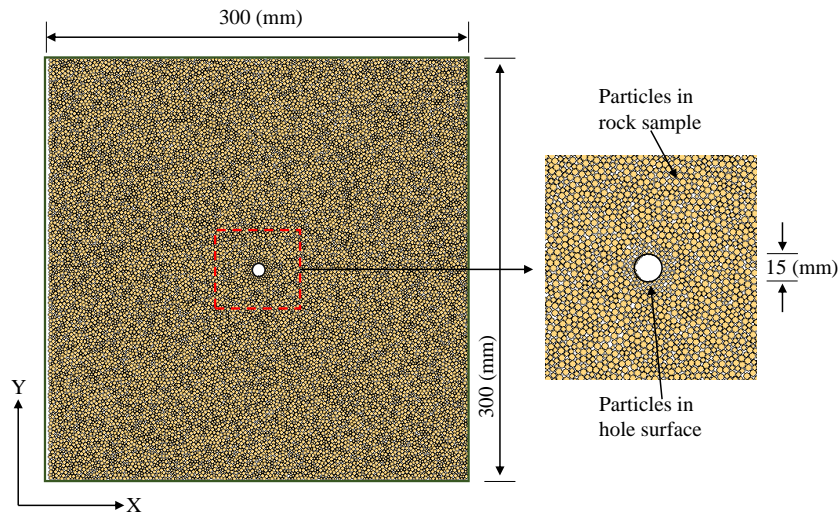 300 (mm)
Particles in
rock sample
15 (mm)
300 (mm)
Particles in
hole surface
Y
X